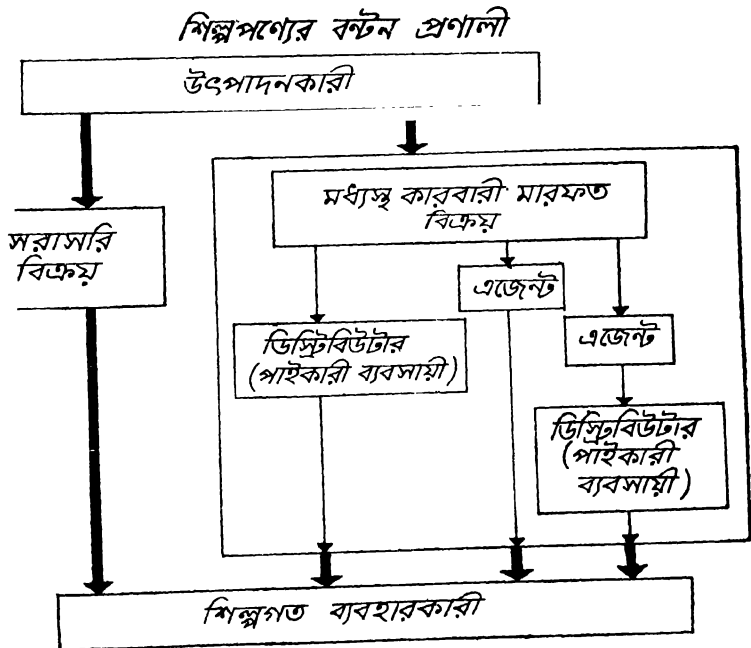 শিল্পপণ্যের বন্টন প্রণালী
উৎপাদনকারী
মধ্যস্থ কারবারী মারফত
বিক্রয়
সরাসরি
বিক্রয়
এজেন্ট
ডিস্ট্রিবিউটার
(পাইকারী ব্যবসায়ী)
এজেন্ট
ডিস্ট্রিবিউটার
(পাইকারী
ব্যবসায়ী)
শিল্পগত ব্যবহারকারী